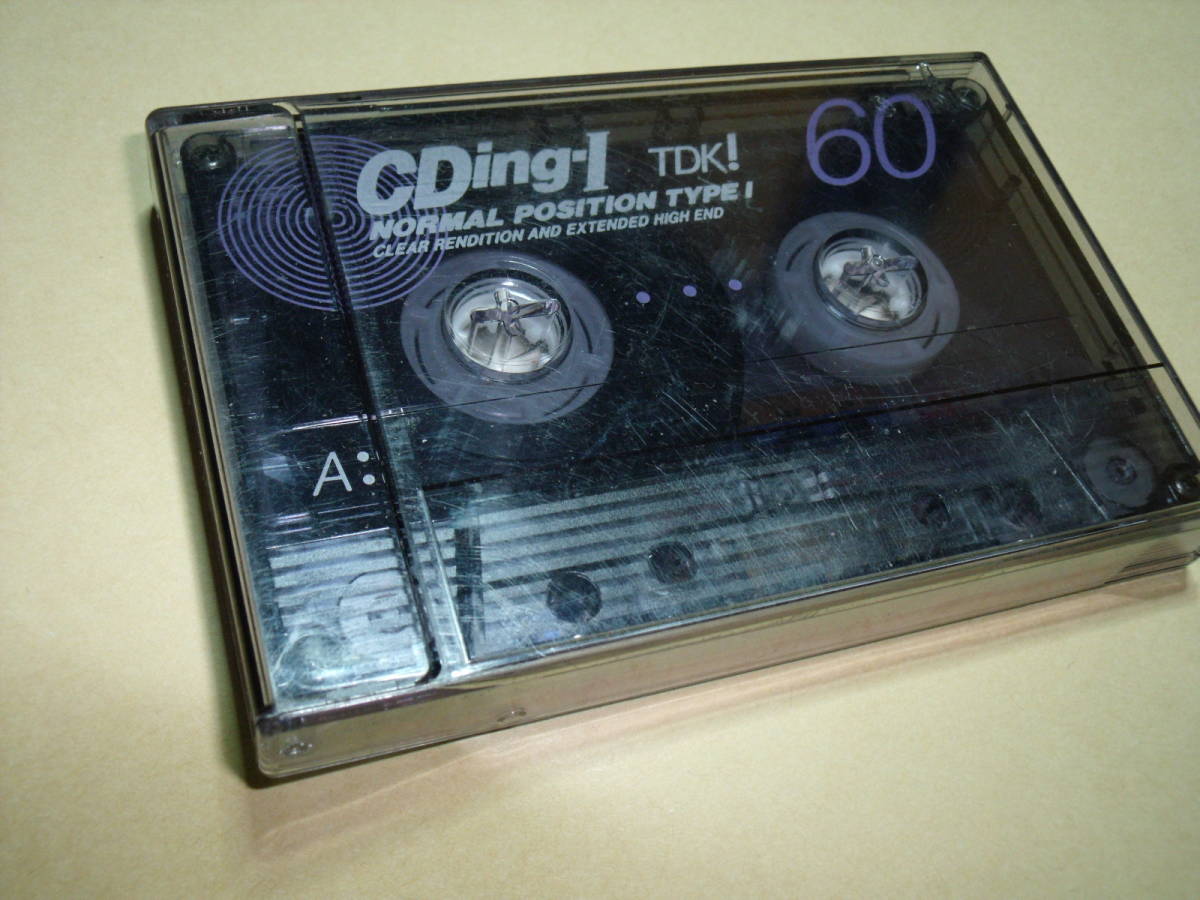 CDing-I TDK! 60
NORMAL POSITION TYPE I
CLEAR RENDITION AND EXTENDED HIGH END
A: